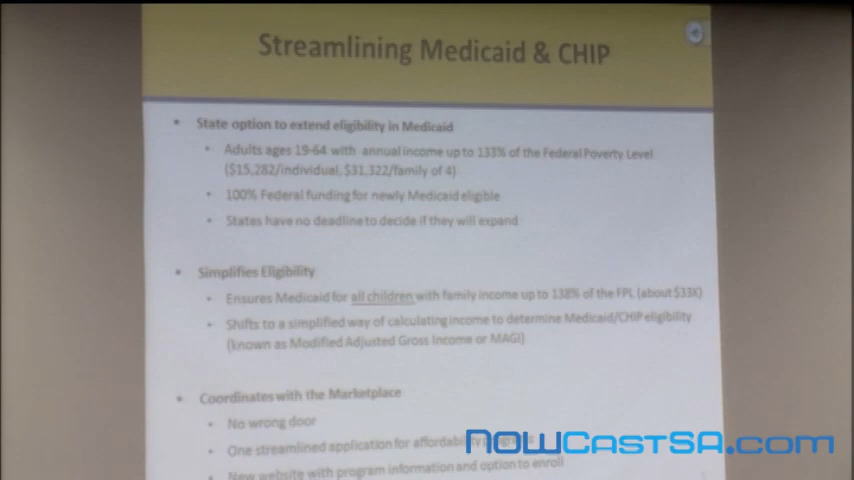 Streamlining Medicaid & CHIP
• State option to extend eligibility in Medicaid
• Adults ages 19-64 with annual income up to 133% of the Federal Poverty Level
($15,282/individual, $31,322/family of 4)
• 100% Federal funding for newly Medicaid eligible
• States have no deadline to decide if they will expand
• Simplifies Eligibility
• Ensures Medicaid for all children with family income up to 138% of the FPL (about $33K)
• Shifts to a simplified way of calculating income to determine Medicaid/CHIP eligibility
(known as Modified Adjusted Gross Income or MAGI)
• Coordinates with the Marketplace
• No wrong door
• One streamlined application for affordability programs
NOWCASTSA.com
• New website with program information and option to enroll